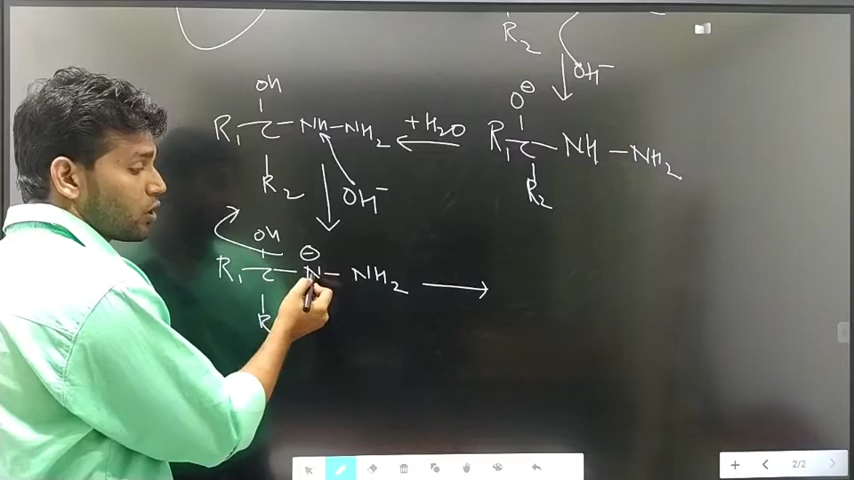 R2
OH⁻
OH
R1-C-NH-NH2
R2
+H2O
O⊖
R1-C-NH-NH2
R2
OH⁻
OH ⊖
R1-C-N-NH2
R
2/2